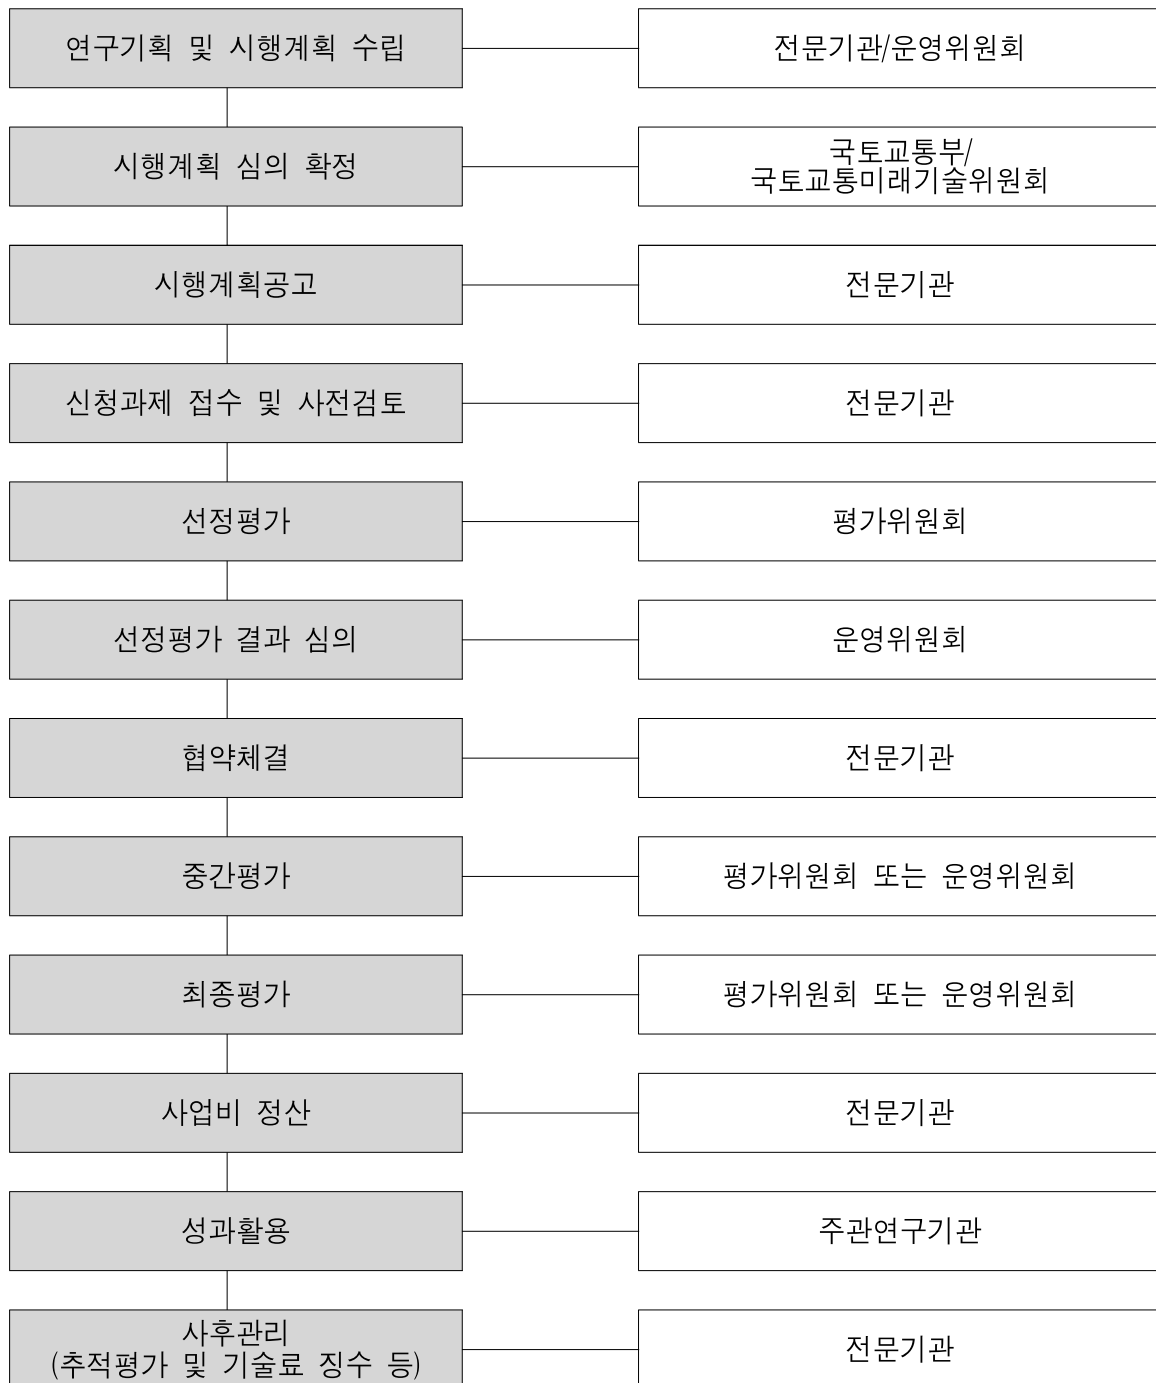 연구기획 및 시행계획 수립
전문기관/운영위원회
시행계획 심의 확정
국토교통부/
국토교통미래기술위원회
시행계획공고
전문기관
신청과제 접수 및 사전검토
전문기관
선정평가
평가위원회
선정평가 결과 심의
운영위원회
협약체결
전문기관
중간평가
평가위원회 또는 운영위원회
최종평가
평가위원회 또는 운영위원회
사업비 정산
전문기관
성과활용
주관연구기관
사후관리
(추적평가 및 기술료 징수 등)
전문기관